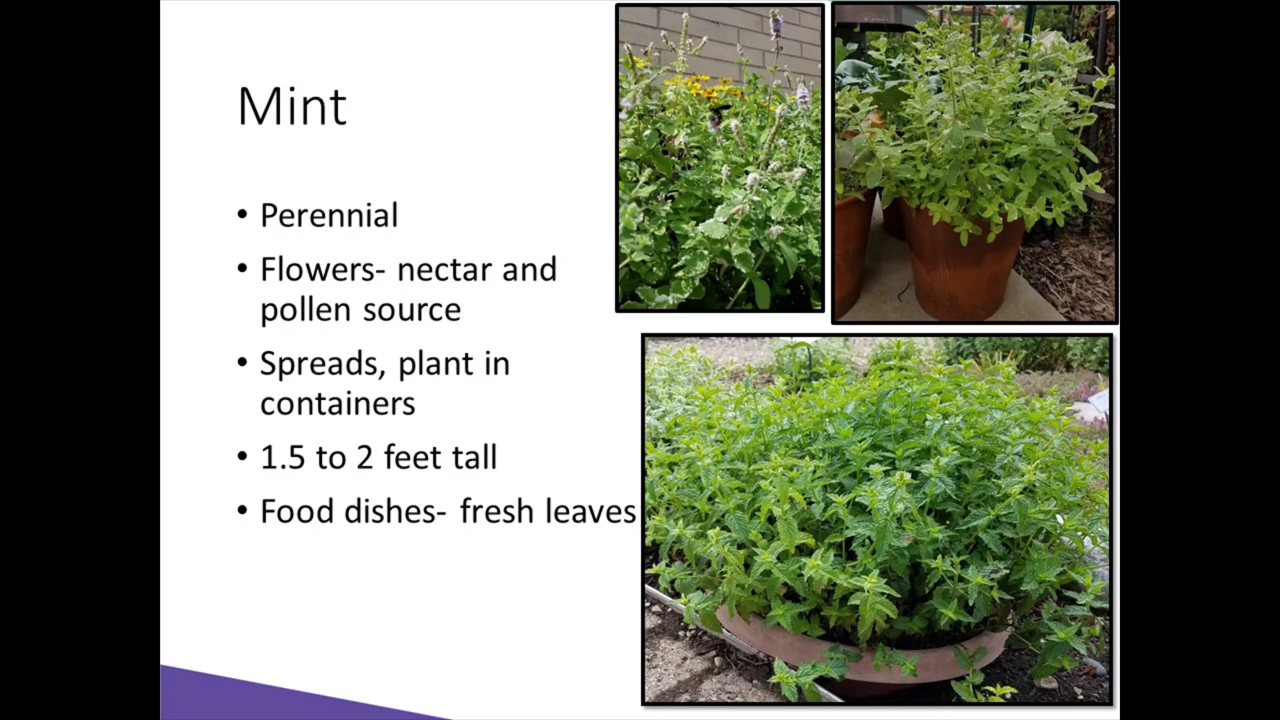 Mint
• Perennial
• Flowers- nectar and
pollen source
• Spreads, plant in
containers
• 1.5 to 2 feet tall
• Food dishes- fresh leaves